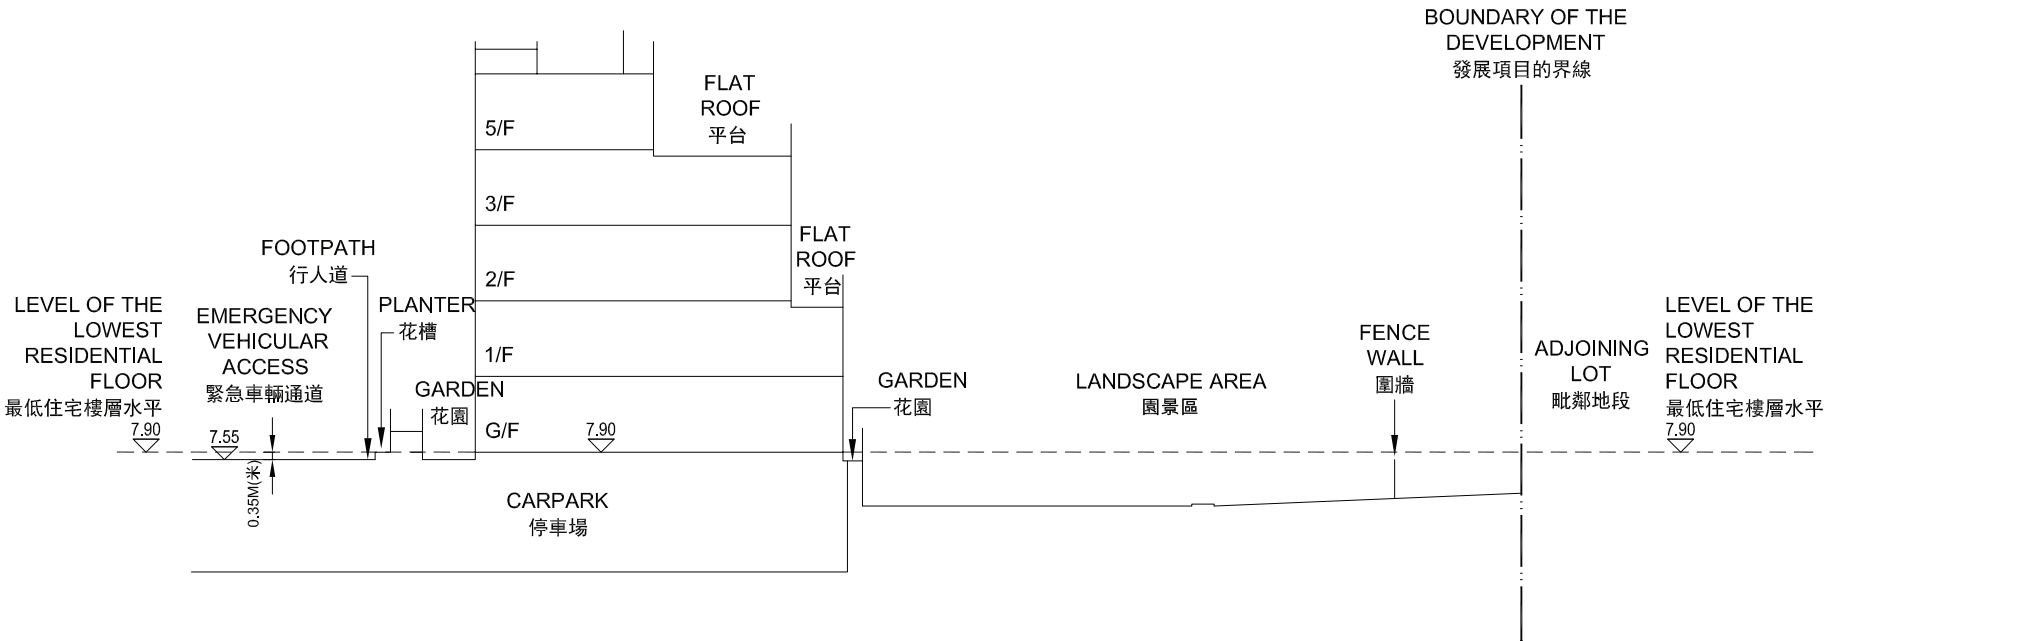 BOUNDARY OF THE
DEVELOPMENT
發展項目的界線
FLAT
ROOF
平台
5/F
3/F
FLAT
ROOF
平台
FOOTPATH
行人道
2/F
LEVEL OF THE
LOWEST
RESIDENTIAL
FLOOR
最低住宅樓層水平
7.90
EMERGENCY
VEHICULAR
ACCESS
緊急車輛通道
7.55
0.35M(米)
PLANTER
花槽
GARDEN
花園
1/F
G/F
7.90
CARPARK
停車場
GARDEN
花園
LANDSCAPE AREA
園景區
FENCE
WALL
圍牆
ADJOINING
LOT
毗鄰地段
LEVEL OF THE
LOWEST
RESIDENTIAL
FLOOR
最低住宅樓層水平
7.90